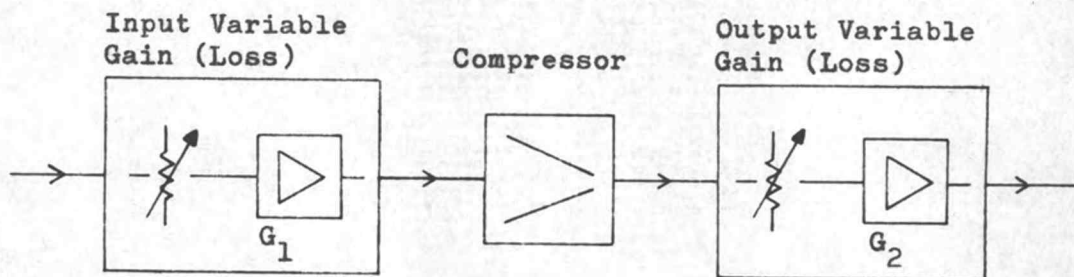 Input Variable
Gain (Loss)
Compressor
Output Variable
Gain (Loss)
G1
G2